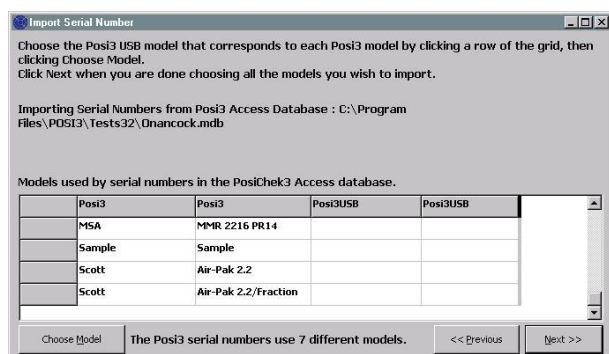 Import Serial Number
Choose the Posi3 USB model that corresponds to each Posi3 model by clicking a row of the grid, then
clicking Choose Model.
Click Next when you are done choosing all the models you wish to import.
Importing Serial Numbers from Posi3 Access Database : C:\Program
Files\POSI3\Tests32\Onancock.mdb
Models used by serial numbers in the PosiChek3 Access database.
Posi3 Posi3 Posi3USB Posi3USB
MSA MMR 2216 PR14
Sample Sample
Scott Air-Pak 2.2
Scott Air-Pak 2.2/Fraction
Choose Model The Posi3 serial numbers use 7 different models. << Previous Next >>